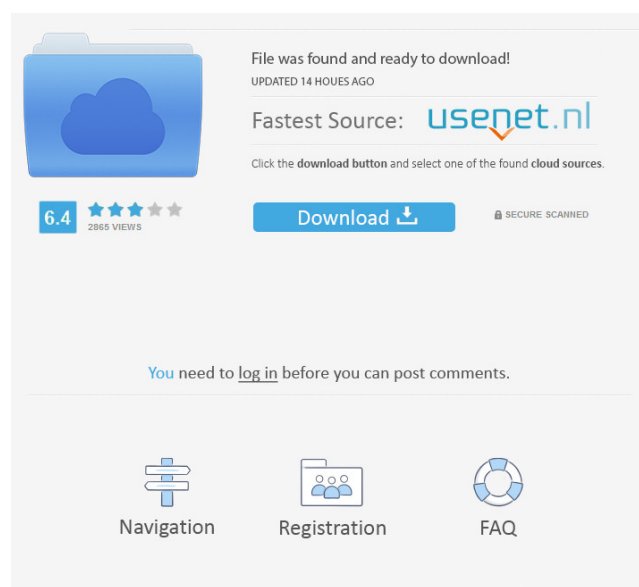 File was found and ready to download!
UPDATED 14 HOUES AGO
Fastest Source: usenet.nl
Click the download button and select one of the found cloud sources.
6.4
2865 VIEWS
Download
SECURE SCANNED
You need to log in before you can post comments.
Navigation
Registration
FAQ